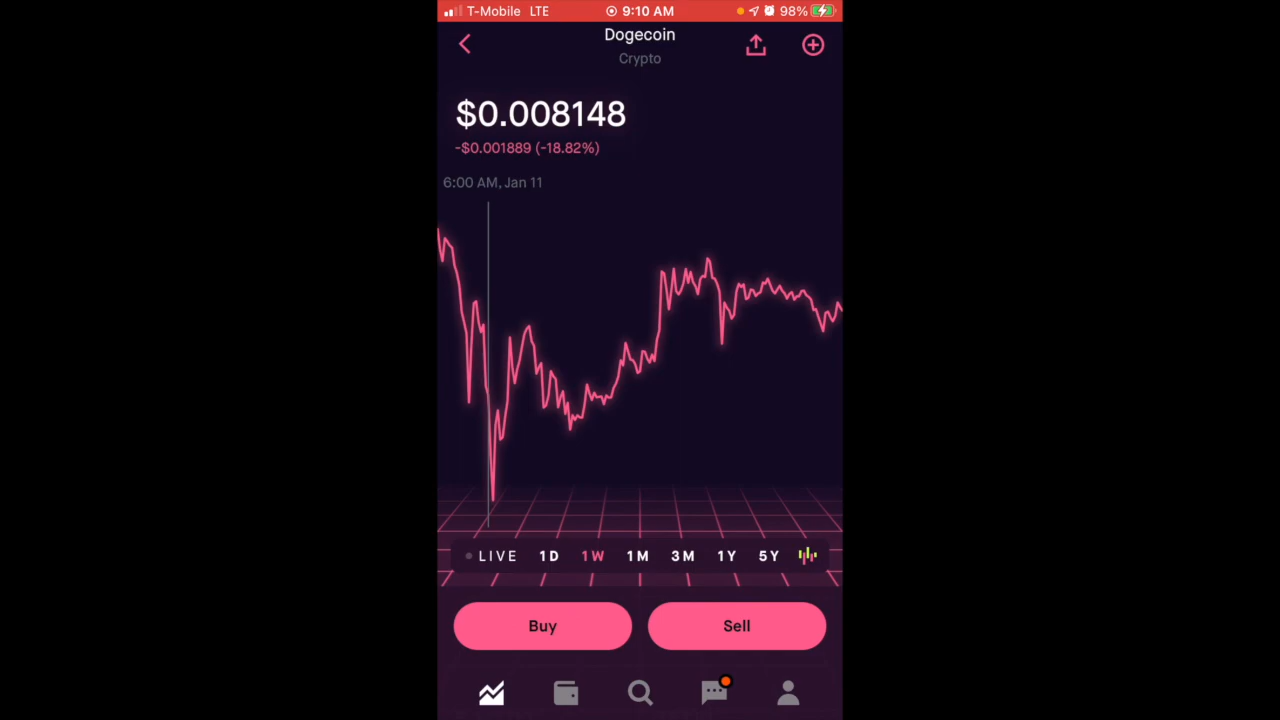 T-Mobile LTE 9:10 AM 98%
Dogecoin
Crypto
$0.008148
-$0.001889 (-18.82%)
6:00 AM, Jan 11
LIVE 1D 1W 1M 3M 1Y 5Y
Buy Sell